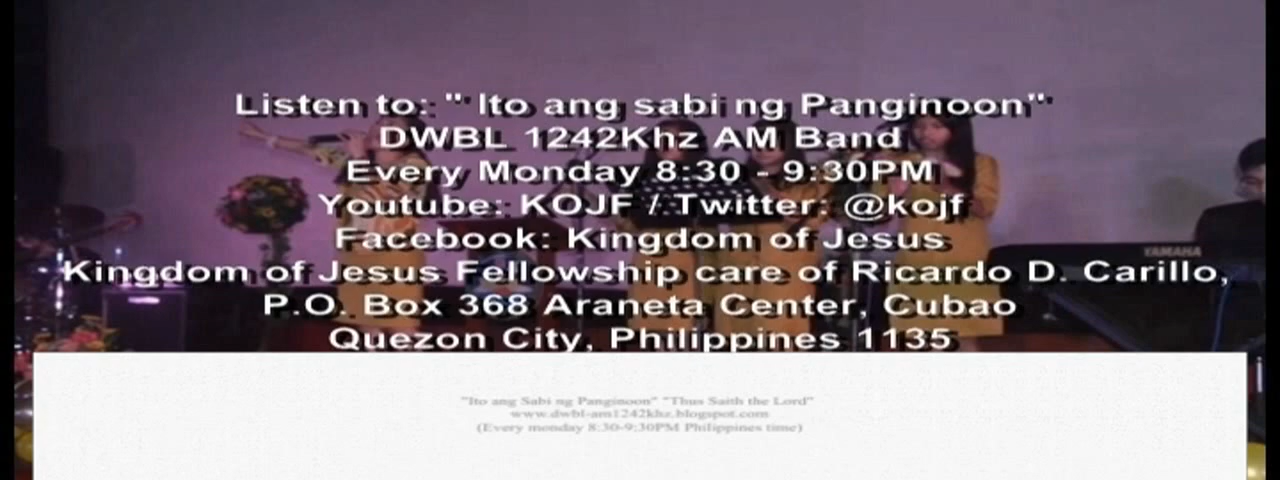 Listen to: " Ito ang sabi ng Panginoon"
DWBL 1242Khz AM Band
Every Monday 8:30 - 9:30PM
Youtube: KOJF / Twitter: @kojf
Facebook: Kingdom of Jesus
Kingdom of Jesus Fellowship care of Ricardo D. Carillo,
P.O. Box 368 Araneta Center, Cubao
Quezon City, Philippines 1135
YAMAHA
"Ito ang Sabi ng Panginoon" "Thus Saith the Lord"
www.dwbl-am1242khz.blogspot.com
(Every monday 8:30-9:30PM Philippines time)